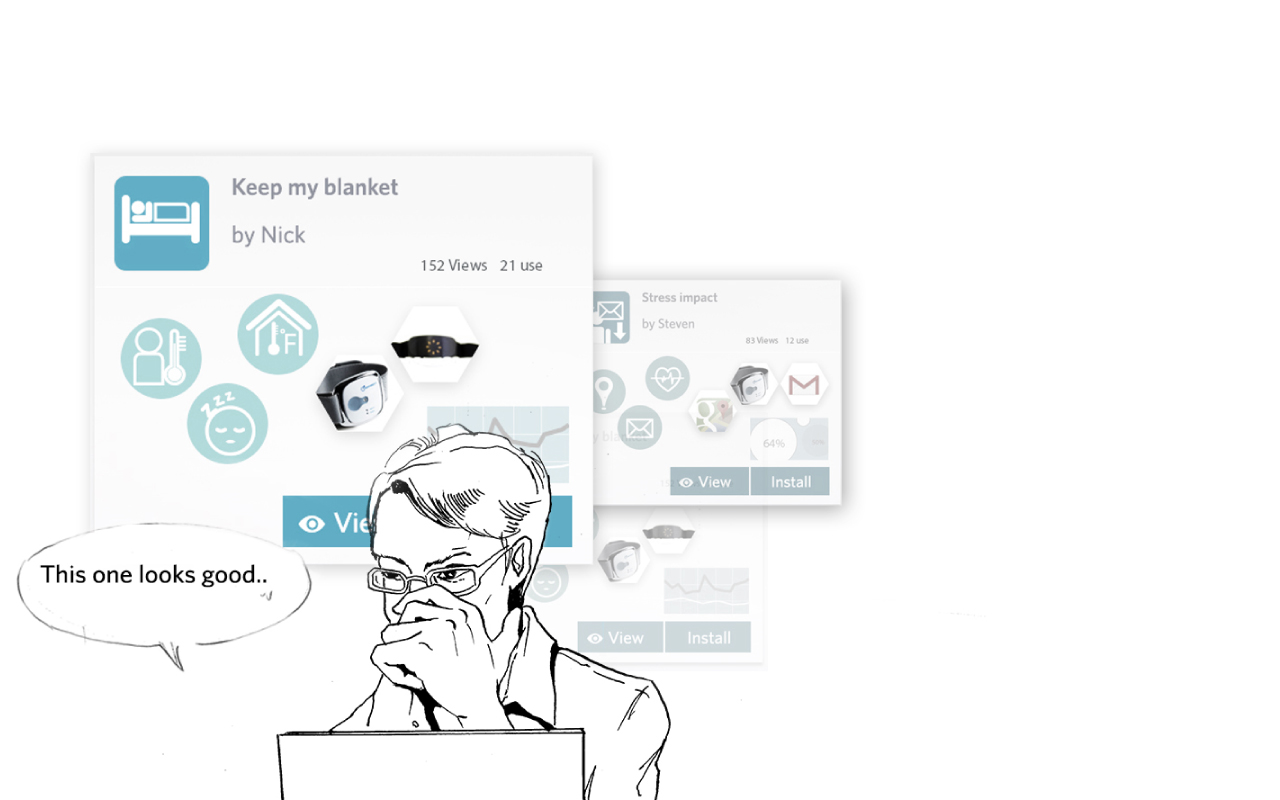 Keep my blanket
by Nick
152 Views 21 use
°F
zzz
View
This one looks good..
Stress impact
by Steven
83 Views 12 use
64%
View
Install
View
Install